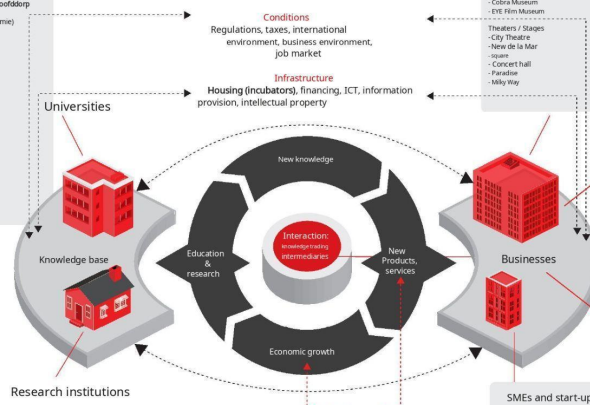 oofddorp
mie)
Conditions
Regulations, taxes, international
environment, business environment,
job market
Infrastructure
Housing (incubators), financing, ICT, information
provision, intellectual property
- Cobra Museum
- EYE Film Museum
Theaters / Stages
- City Theatre
- New de la Mar
- square
- Concert hall
- Paradise
- Milky Way
Universities
New knowledge
Interaction:
knowledge trading
intermediaries
Education
&
research
New
Products,
services
Economic growth
Knowledge base
Businesses
Research institutions
SMEs and start-up